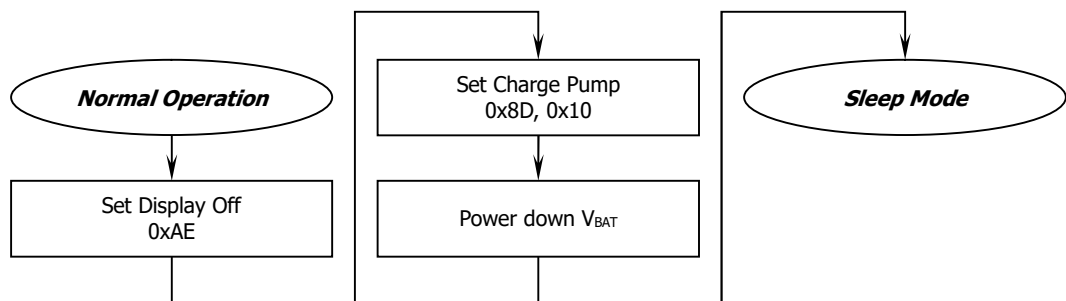 Normal Operation
Set Display Off
0xAE
Set Charge Pump
0x8D, 0x10
Power down VBAT
Sleep Mode